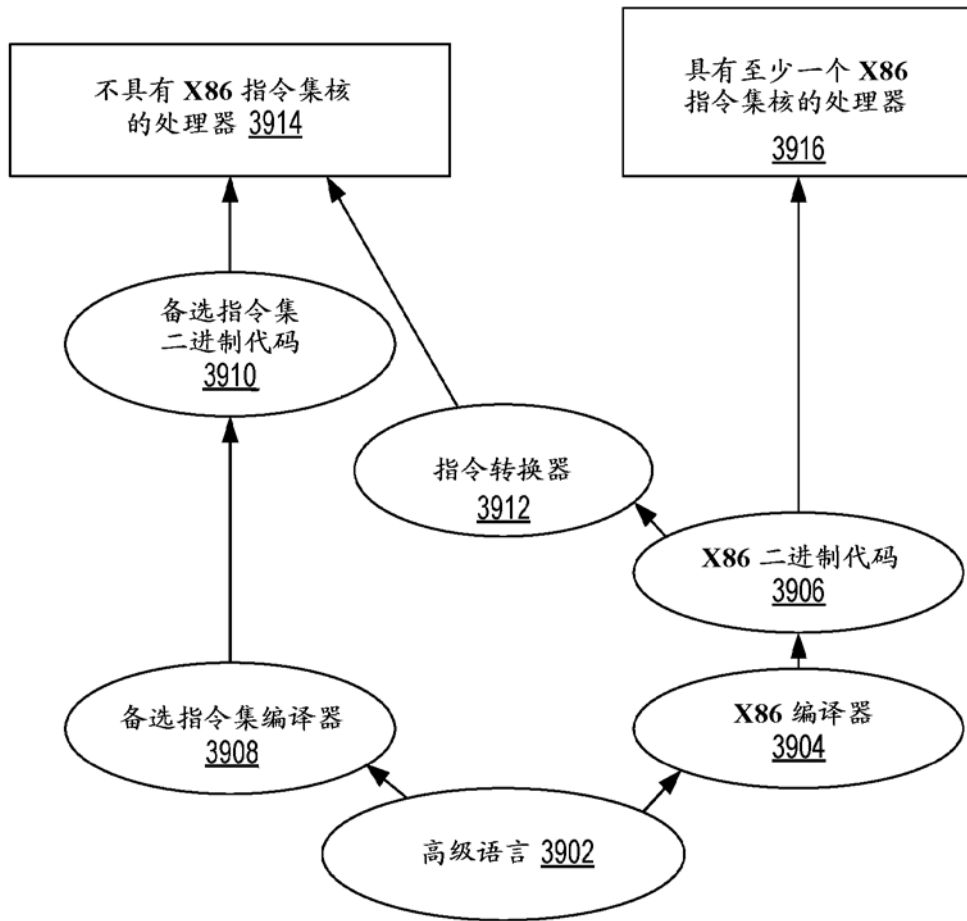 不具有 X86 指令集核
的处理器 3914
具有至少一个 X86
指令集核的处理器
3916
备选指令集
二进制代码
3910
指令转换器
3912
X86 二进制代码
3906
备选指令集编译器
3908
X86 编译器
3904
高级语言 3902